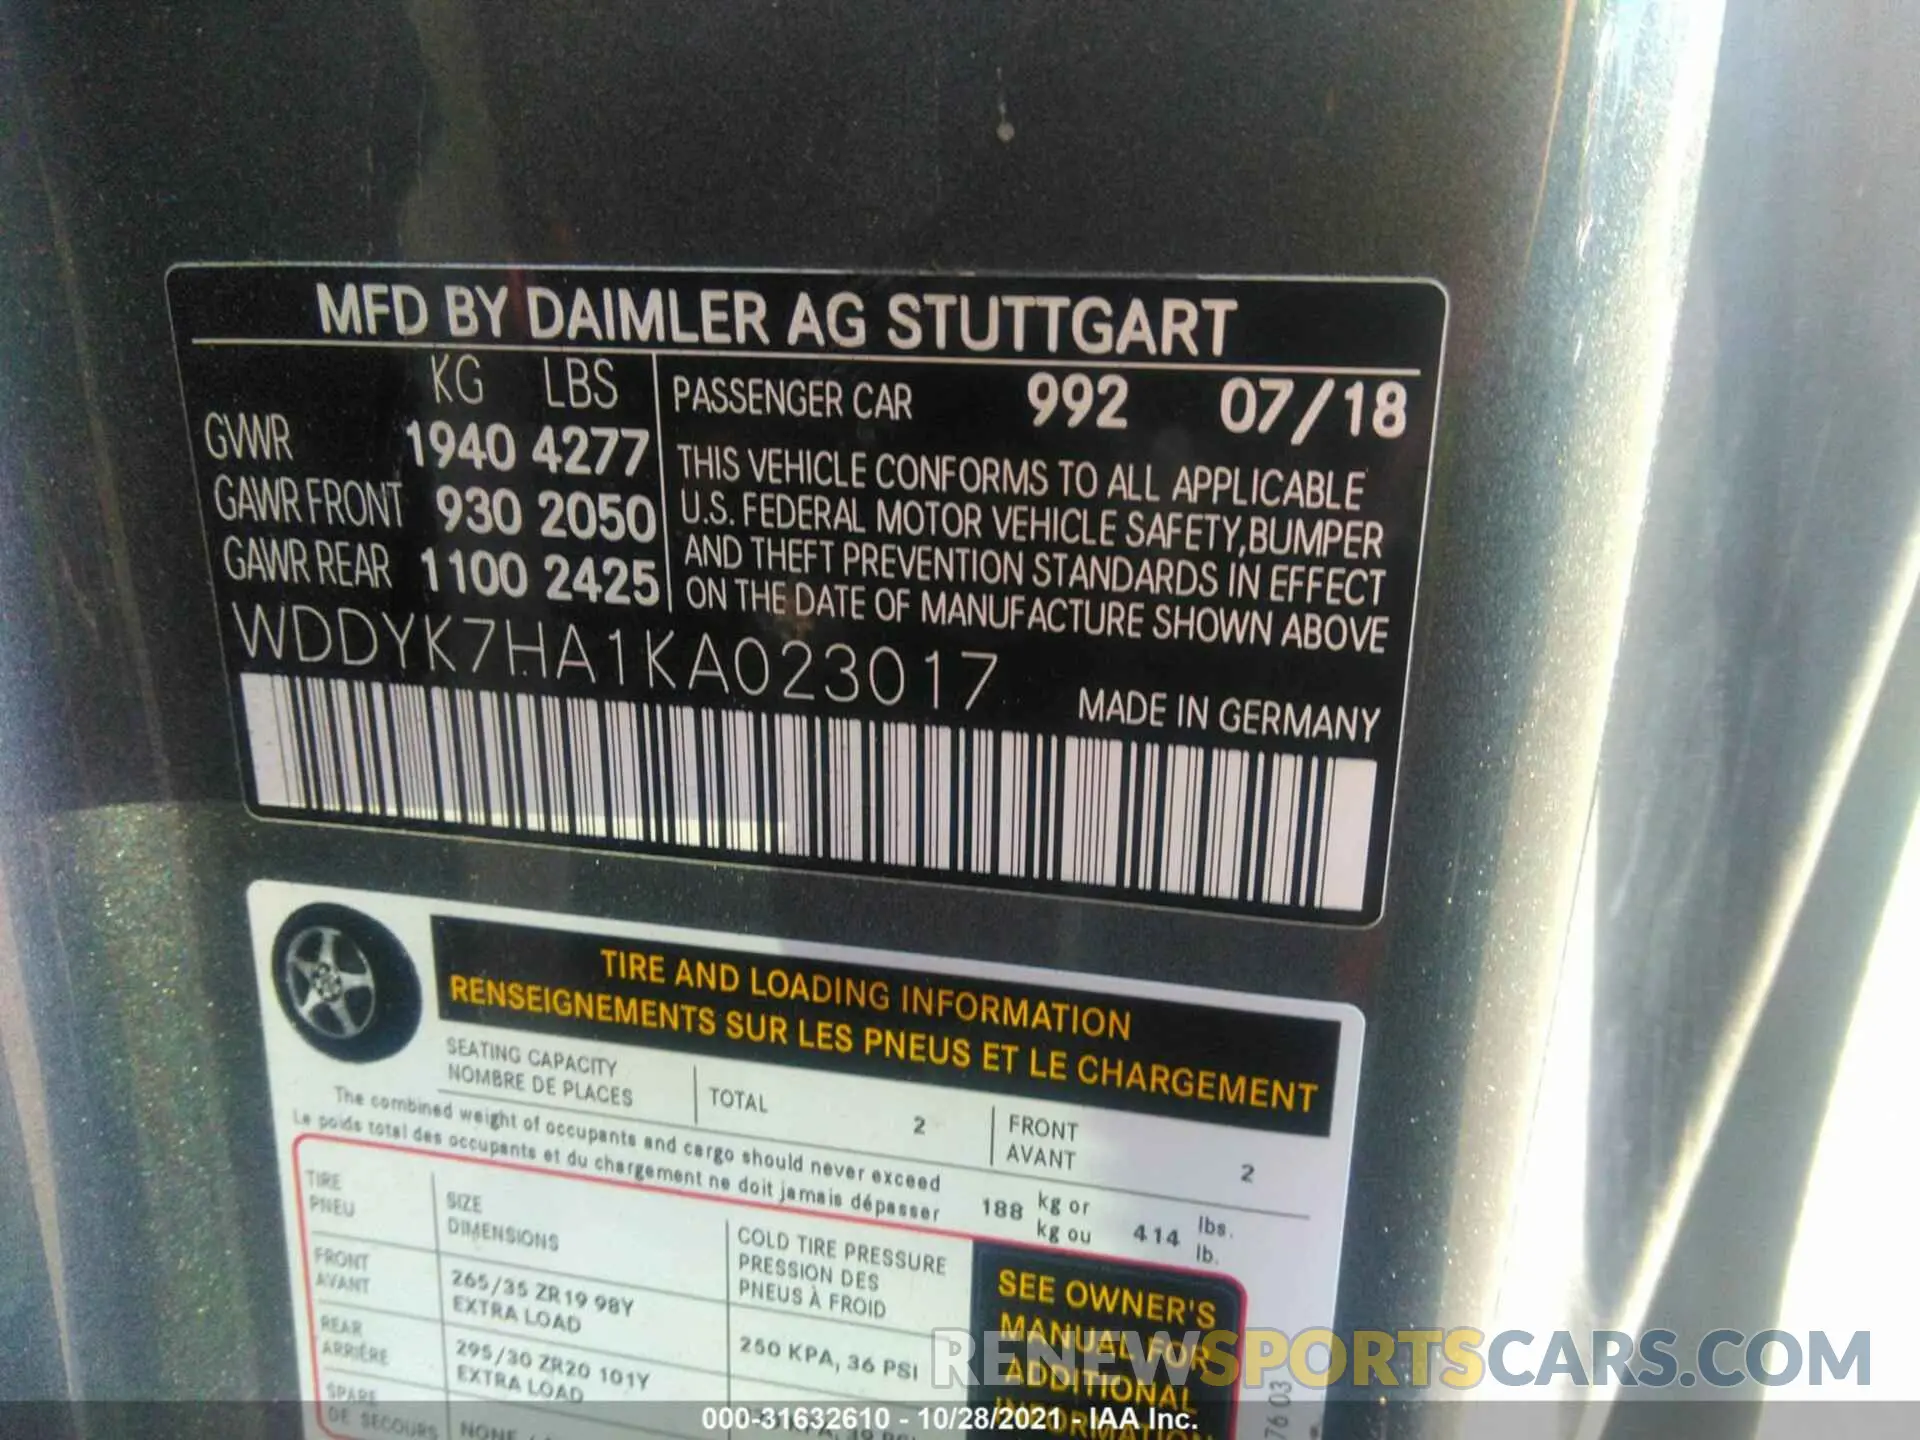 MFD BY DAIMLER AG STUTTGART
KG LBS
GVWR 1940 4277
GAWR FRONT 930 2050
GAWR REAR 1100 2425
PASSENGER CAR 992 07/18
THIS VEHICLE CONFORMS TO ALL APPLICABLE
U.S. FEDERAL MOTOR VEHICLE SAFETY,BUMPER
AND THEFT PREVENTION STANDARDS IN EFFECT
ON THE DATE OF MANUFACTURE SHOWN ABOVE
WDDYK7HA1KA023017
MADE IN GERMANY
TIRE AND LOADING INFORMATION
RENSEIGNEMENTS SUR LES PNEUS ET LE CHARGEMENT
SEATING CAPACITY
NOMBRE DE PLACES
TOTAL 2
FRONT
AVANT 2
The combined weight of occupants and cargo should never exceed
Le poids total des occupants et du chargement ne doit jamais dépasser
188 kg or
kg ou
414 lbs.
lb.
TIRE
PNEU
SIZE
DIMENSIONS
COLD TIRE PRESSURE
PRESSION DES
PNEUS À FROID
FRONT
AVANT
265/35 ZR19 98Y
EXTRA LOAD
250 KPA, 36 PSI
REAR
ARRIÈRE
295/30 ZR20 101Y
EXTRA LOAD
SPARE
DE SECOURS
NONE
SEE OWNER'S
MANUAL FOR
ADDITIONAL
INFORMATION
RENEWSPORTSCARS.COM
000-31632610 - 10/28/2021 - IAA Inc.